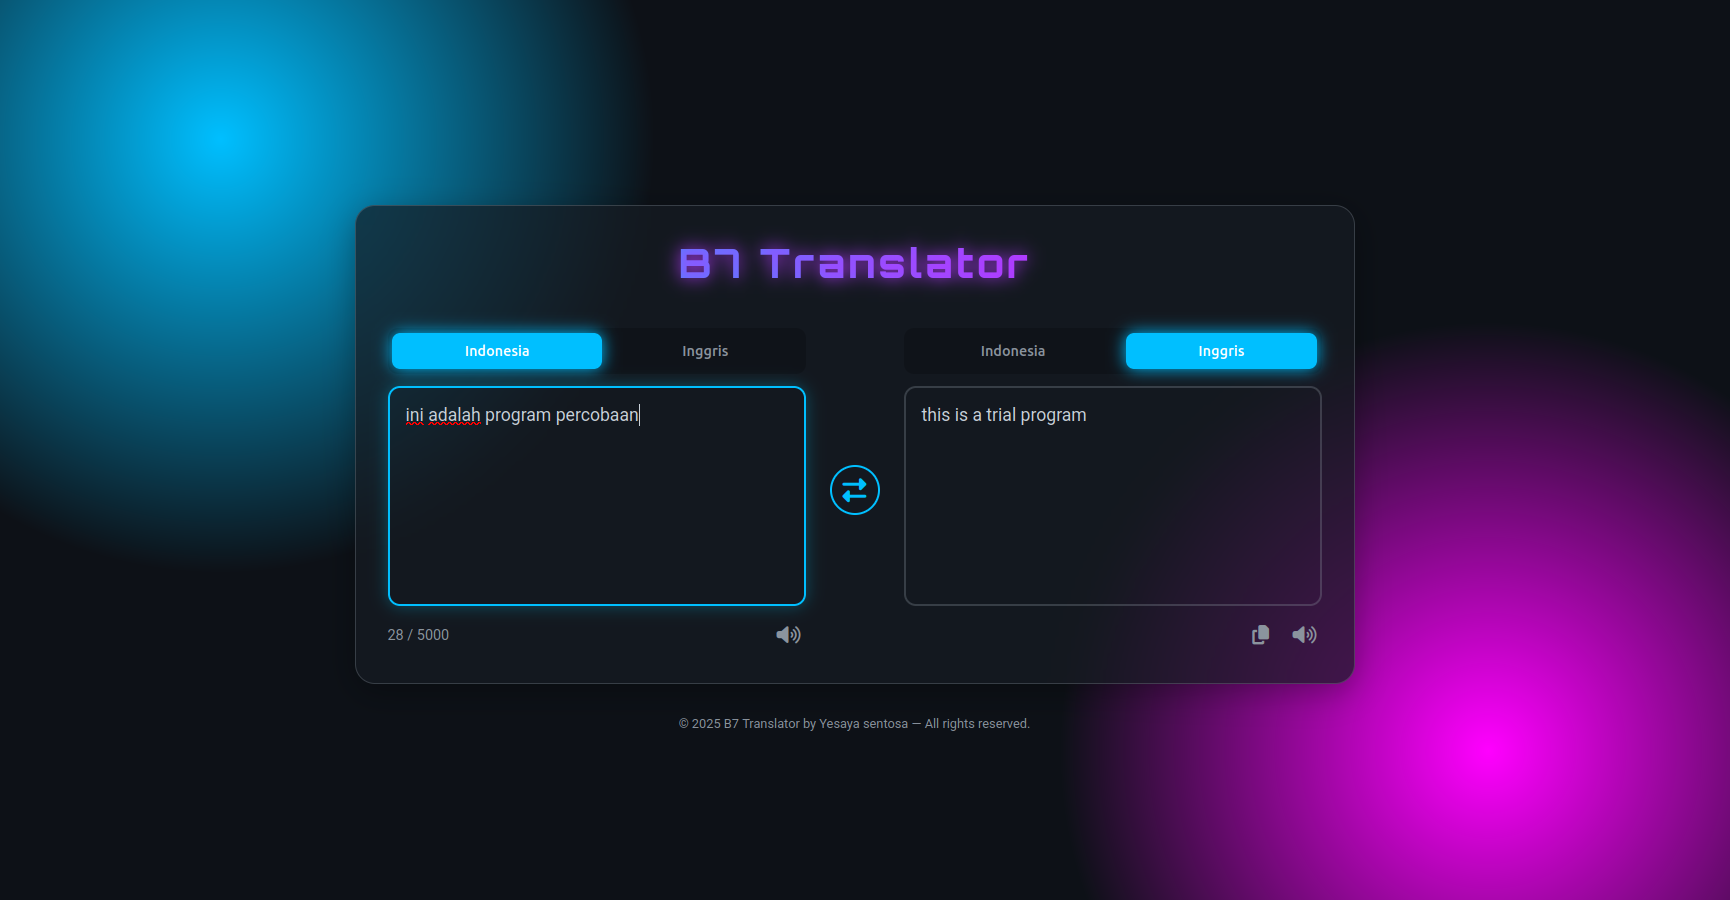 B7 Translator
Indonesia Inggris
Indonesia Inggris
ini adalah program percobaan
this is a trial program
28 / 5000
© 2025 B7 Translator by Yesaya sentosa — All rights reserved.